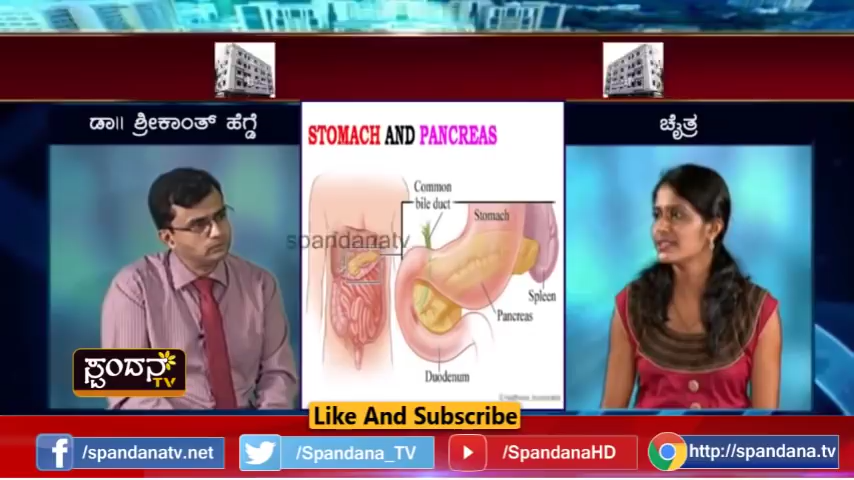 ಡಾ|| ಶ್ರೀಕಾಂತ್ ಹೆಗ್ಡೆ
ಚೈತ್ರ
STOMACH AND PANCREAS
Common
bile duct
Stomach
spandanatv
Spleen
Pancreas
Duodenum
ಸ್ಪಂದನ
TV
Like And Subscribe
/spandanatv.net
/Spandana_TV
/SpandanaHD
http://spandana.tv